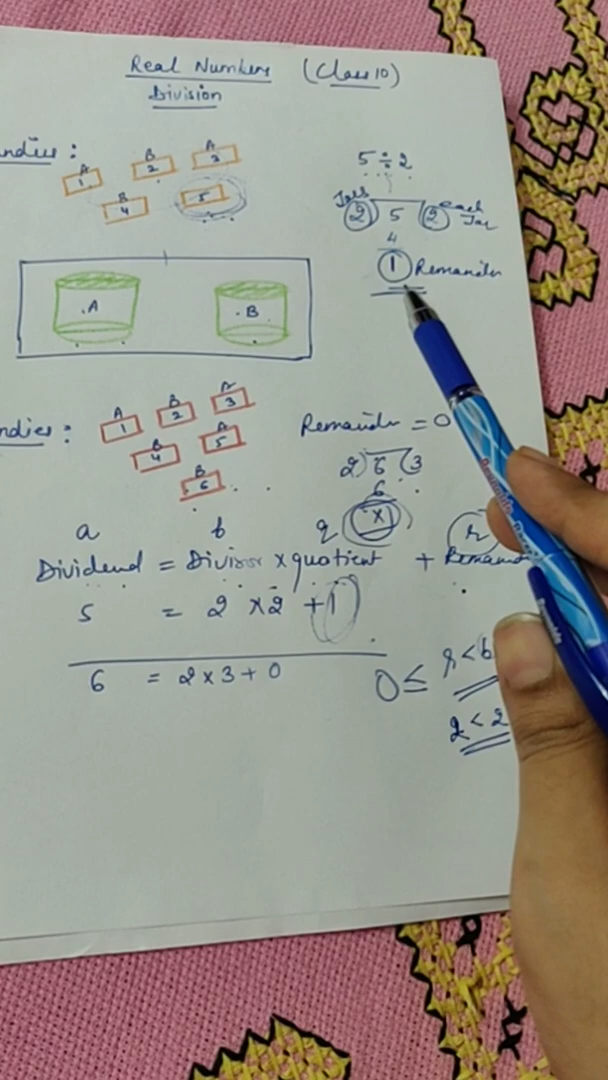 Real Numbers (Class 10)
Division
ndies :
A 1
B 2
A 3
B 4
5
5 ÷ 2
Jars 2 5 2 each Jar
4
1 Remainder
A
B
ndies :
A 1
B 2
A 3
B 4
A 5
B 6
Remainder = 0
2) 6 (3
6
x
a b q r
Dividend = Divisor x quotient + Remain
5 = 2 x 2 + 1
6 = 2 x 3 + 0
0 ≤ r < b
2 < 2